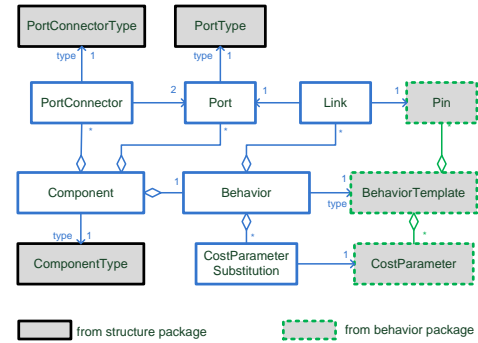 PortConnectorType
PortType
type 1
type 1
PortConnector
2
Port
1
Link
1
Pin
*
*
*
*
Component
1
Behavior
1
type
BehaviorTemplate
type 1
*
*
ComponentType
CostParameter
Substitution
1
CostParameter
from structure package
from behavior package